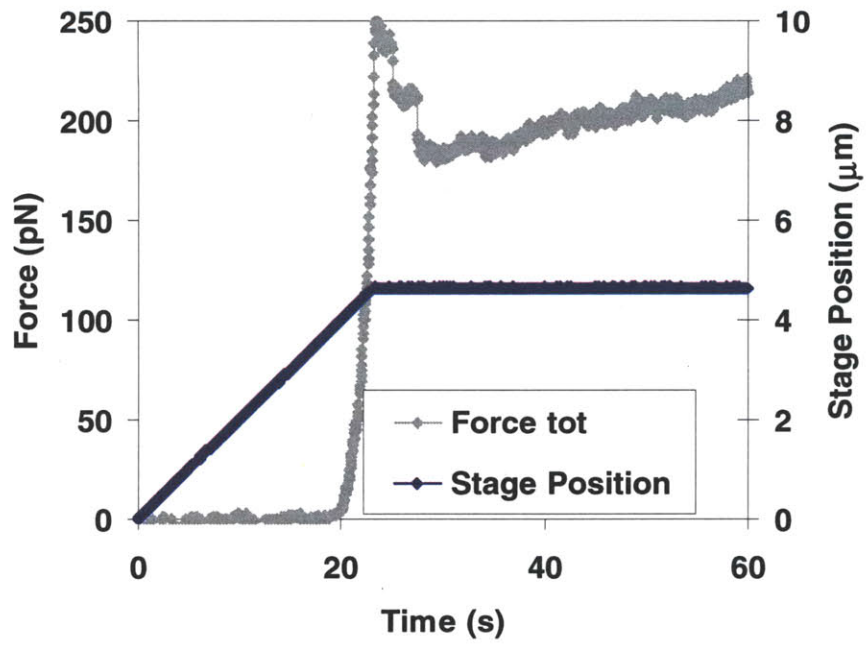 250
200
150
100
50
0
Force (pN)
10
8
6
4
2
0
Stage Position (μm)
Force tot
Stage Position
0 20 40 60
Time (s)